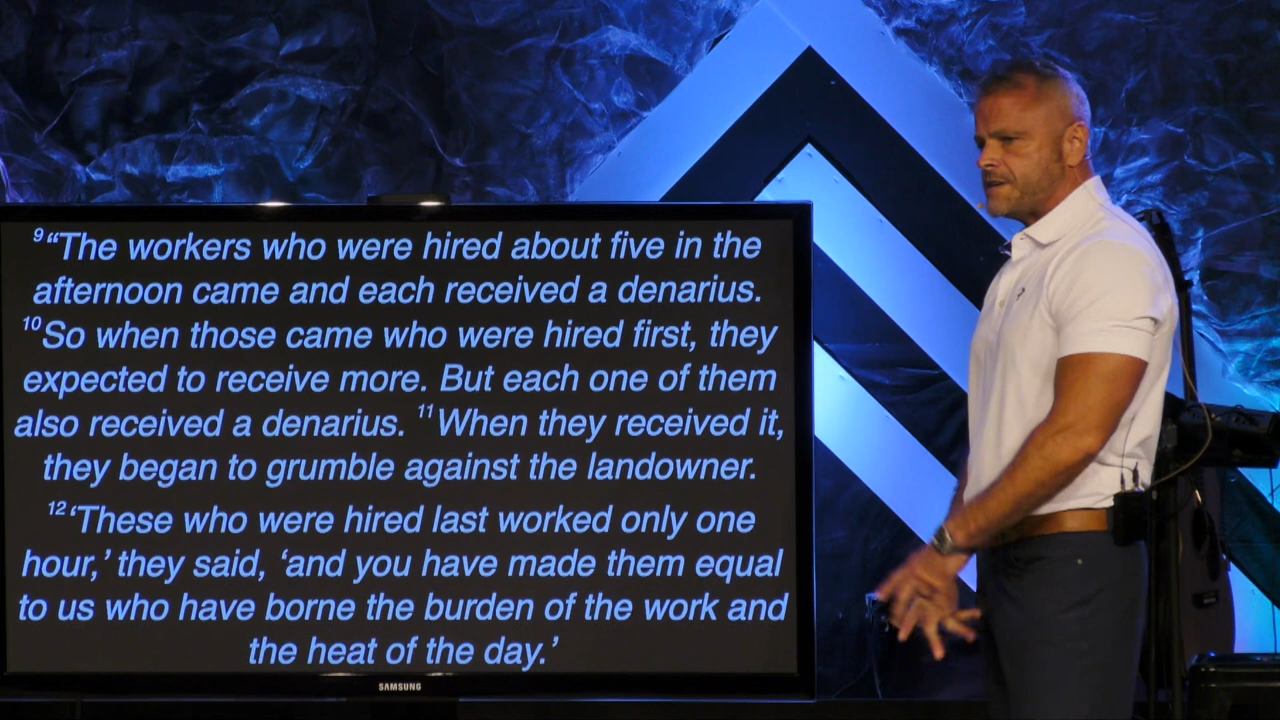 9“The workers who were hired about five in the
afternoon came and each received a denarius.
10So when those came who were hired first, they
expected to receive more. But each one of them
also received a denarius. 11When they received it,
they began to grumble against the landowner.
12‘These who were hired last worked only one
hour,’ they said, ‘and you have made them equal
to us who have borne the burden of the work and
the heat of the day.’
SAMSUNG